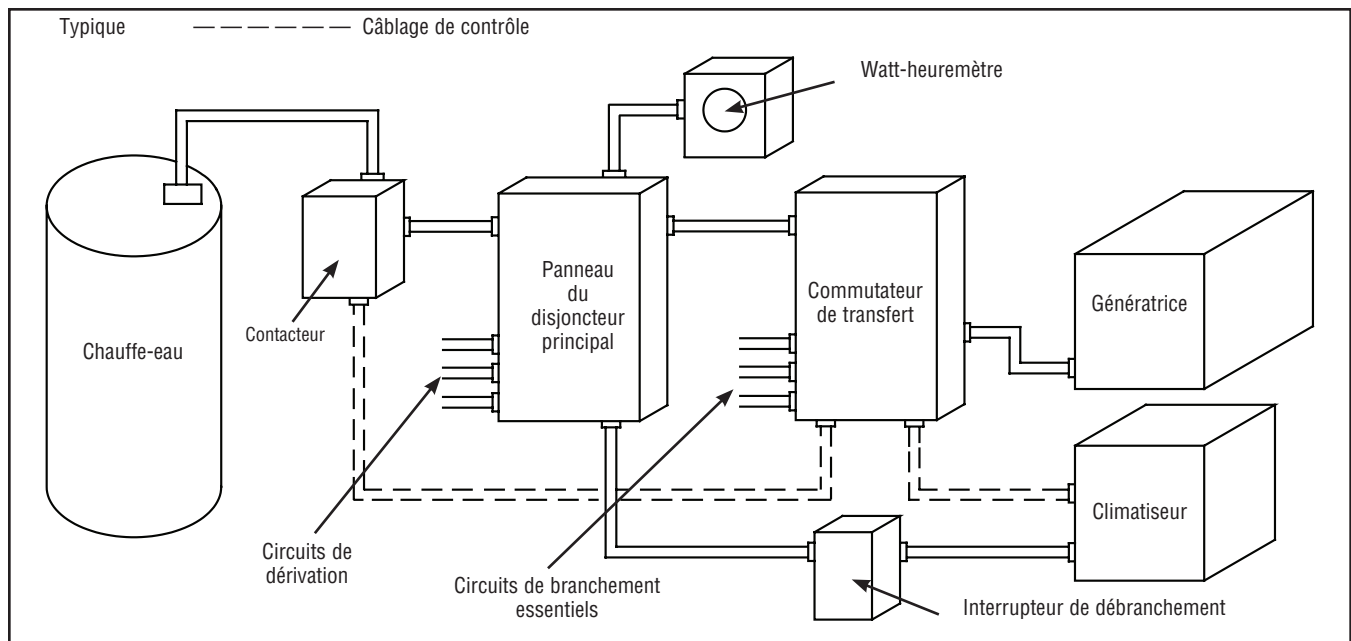 Typique
Câblage de contrôle
Watt-heuremètre
Panneau
du
disjoncteur
principal
Commutateur
de transfert
Génératrice
Contacteur
Chauffe-eau
Climatiseur
Circuits de
dérivation
Circuits de branchement
essentiels
Interrupteur de débranchement